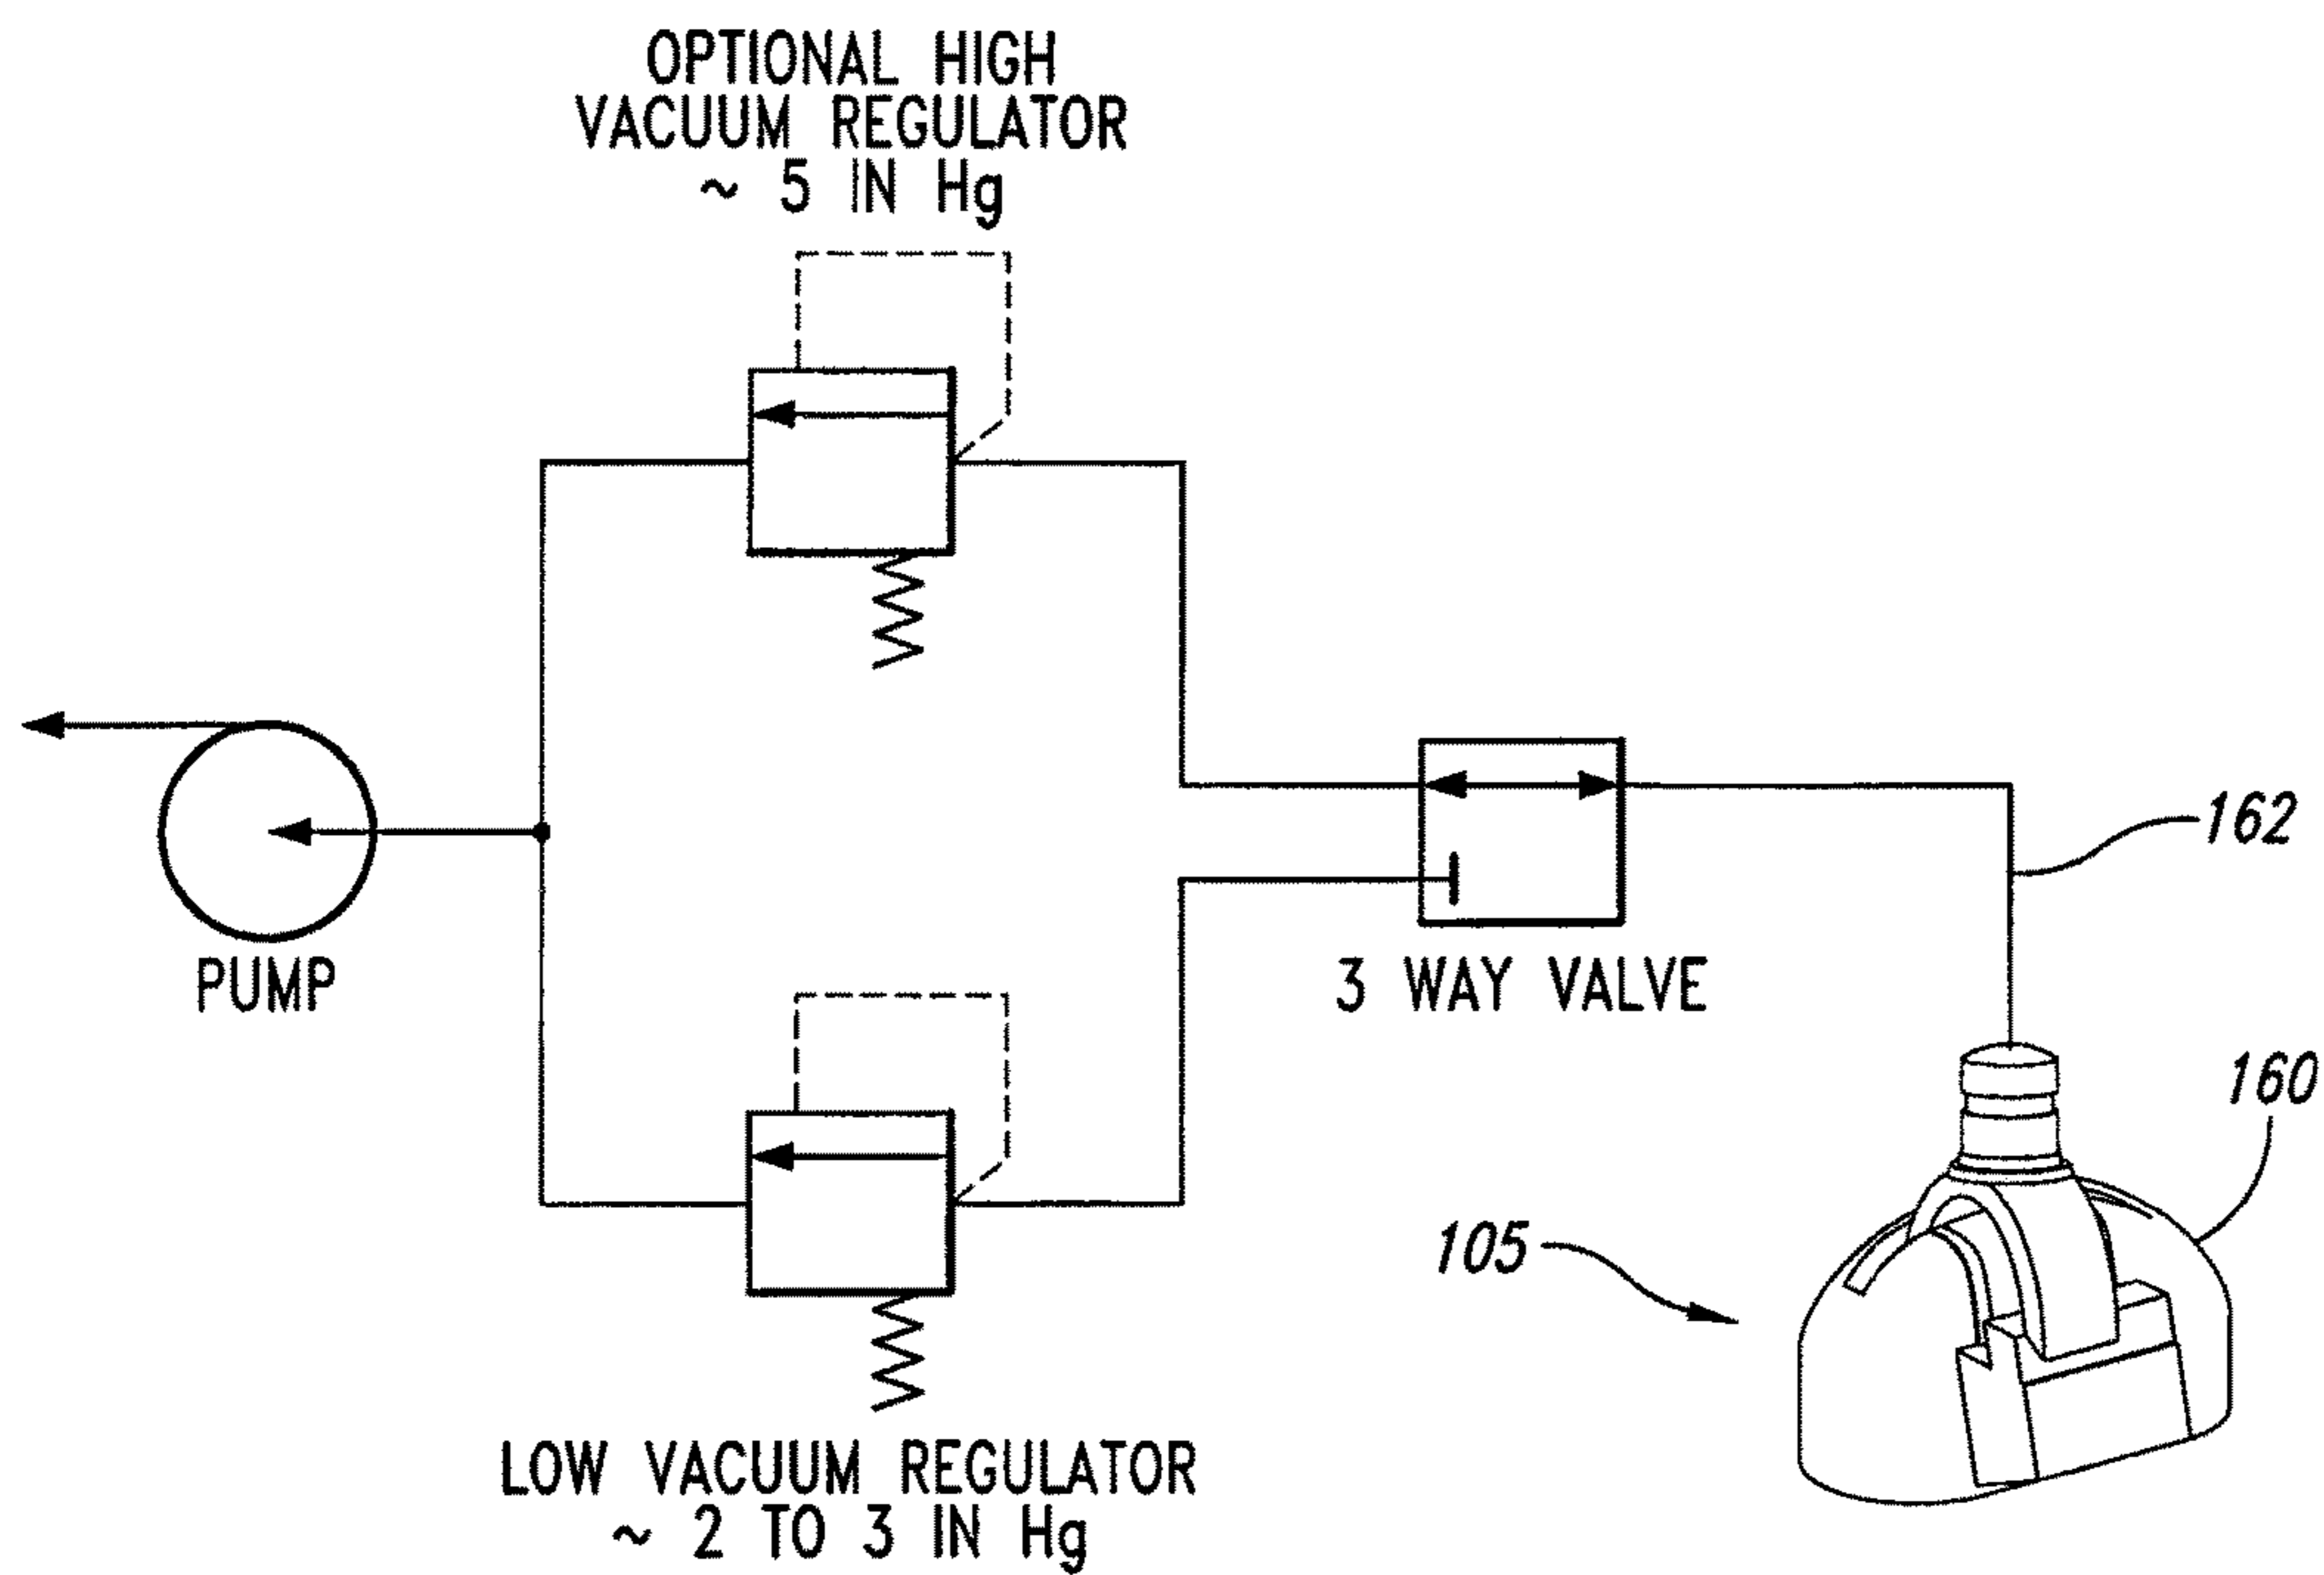 OPTIONAL HIGH
VACUUM REGULATOR
~ 5 IN Hg
PUMP
3 WAY VALVE
162
160
105
LOW VACUUM REGULATOR
~ 2 TO 3 IN Hg